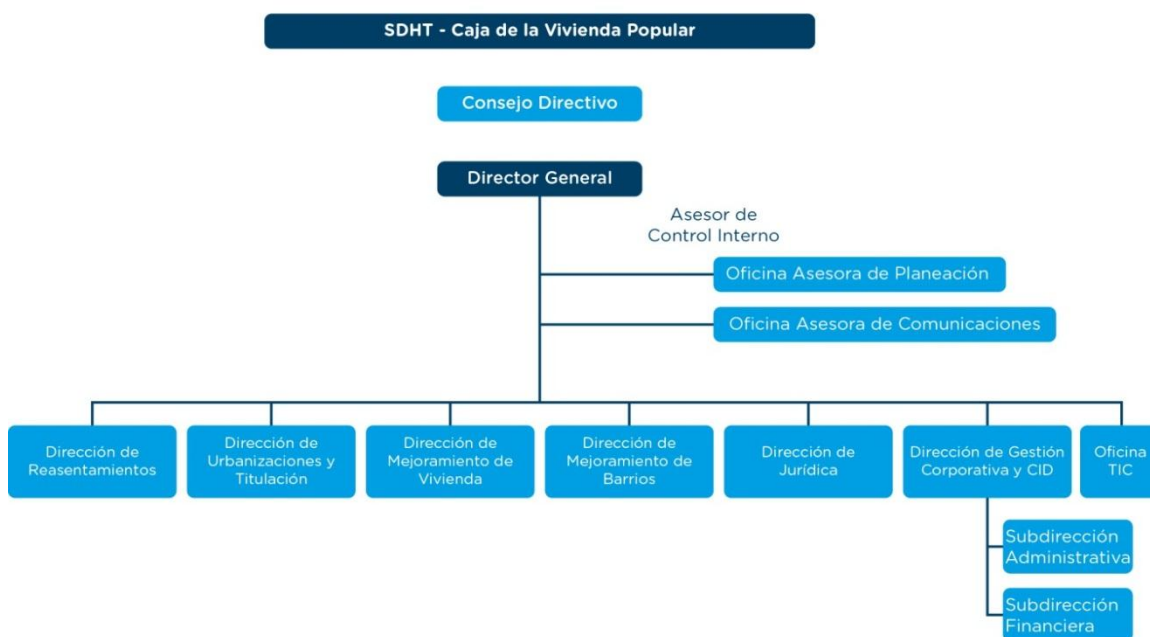 SDHT - Caja de la Vivienda Popular
Consejo Directivo
Director General
Asesor de
Control Interno
Oficina Asesora de Planeación
Oficina Asesora de Comunicaciones
Dirección de
Reasentamientos
Dirección de
Urbanizaciones y
Titulación
Dirección de
Mejoramiento de
Vivienda
Dirección de
Mejoramiento de
Barrios
Dirección de
Jurídica
Dirección de Gestión
Corporativa y CID
Oficina
TIC
Subdirección
Administrativa
Subdirección
Financiera